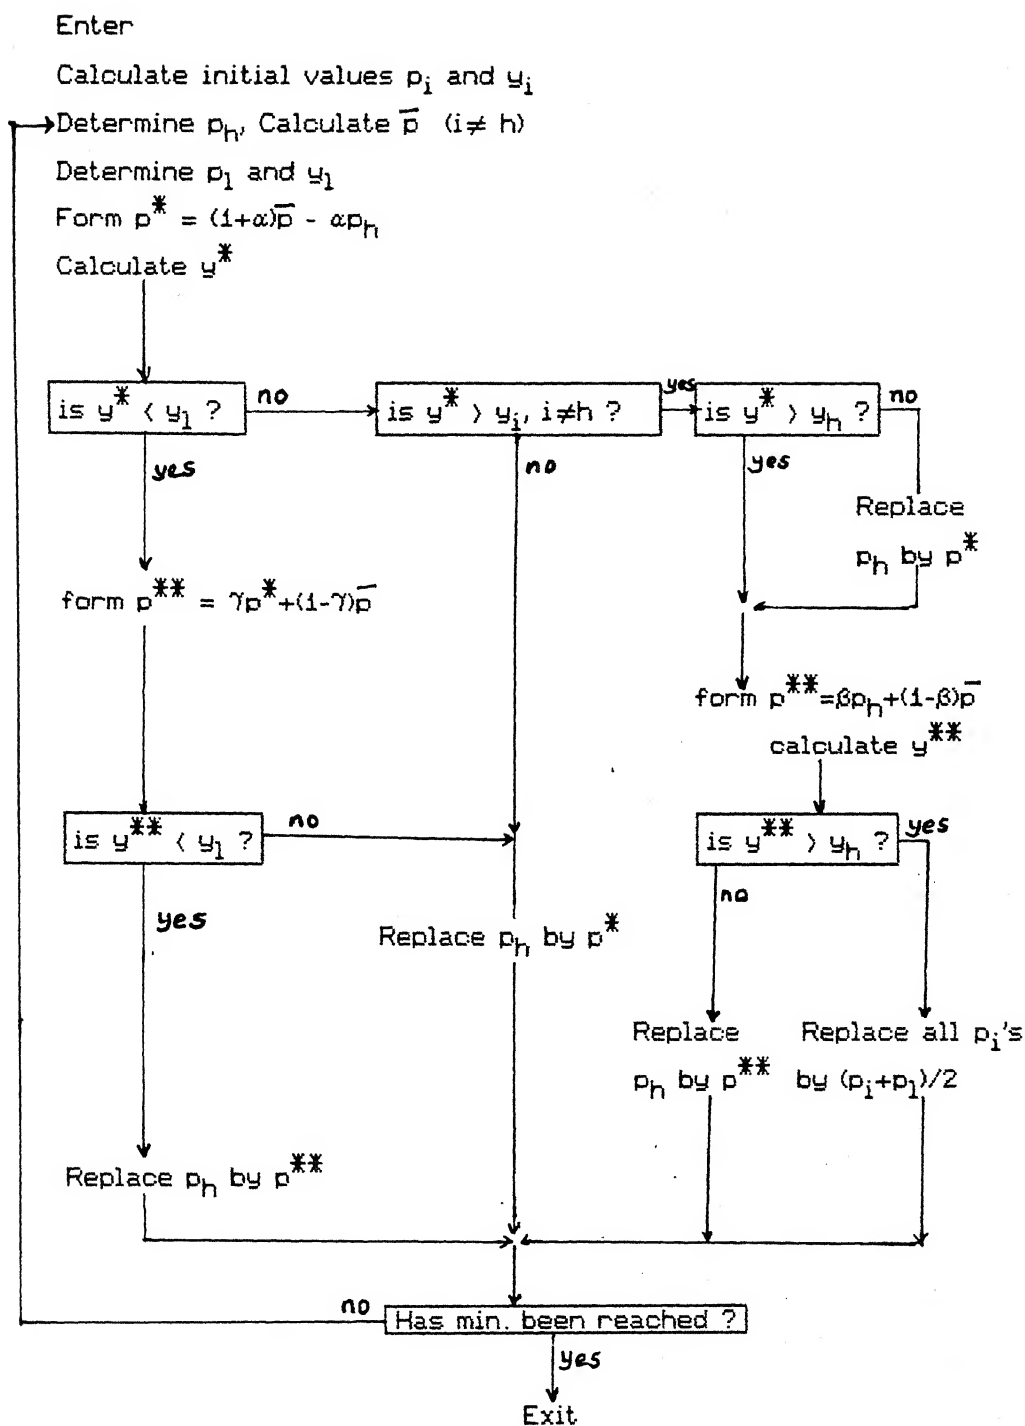 Enter
Calculate initial values p_i and y_i
Determine p_h, Calculate p̅ (i≠ h)
Determine p_l and y_l
Form p* = (1+α)p̅ - αp_h
Calculate y*
is y* < y_l ?
no
is y* > y_i, i≠h ?
yes
is y* > y_h ?
no
yes
no
yes
Replace
p_h by p*
form p** = γp*+(1-γ)p̅
form p**=βp_h+(1-β)p̅
calculate y**
is y** < y_l ?
no
is y** > y_h ?
yes
yes
no
Replace p_h by p*
Replace
p_h by p**
Replace all p_i's
by (p_i+p_l)/2
Replace p_h by p**
no
Has min. been reached ?
yes
Exit